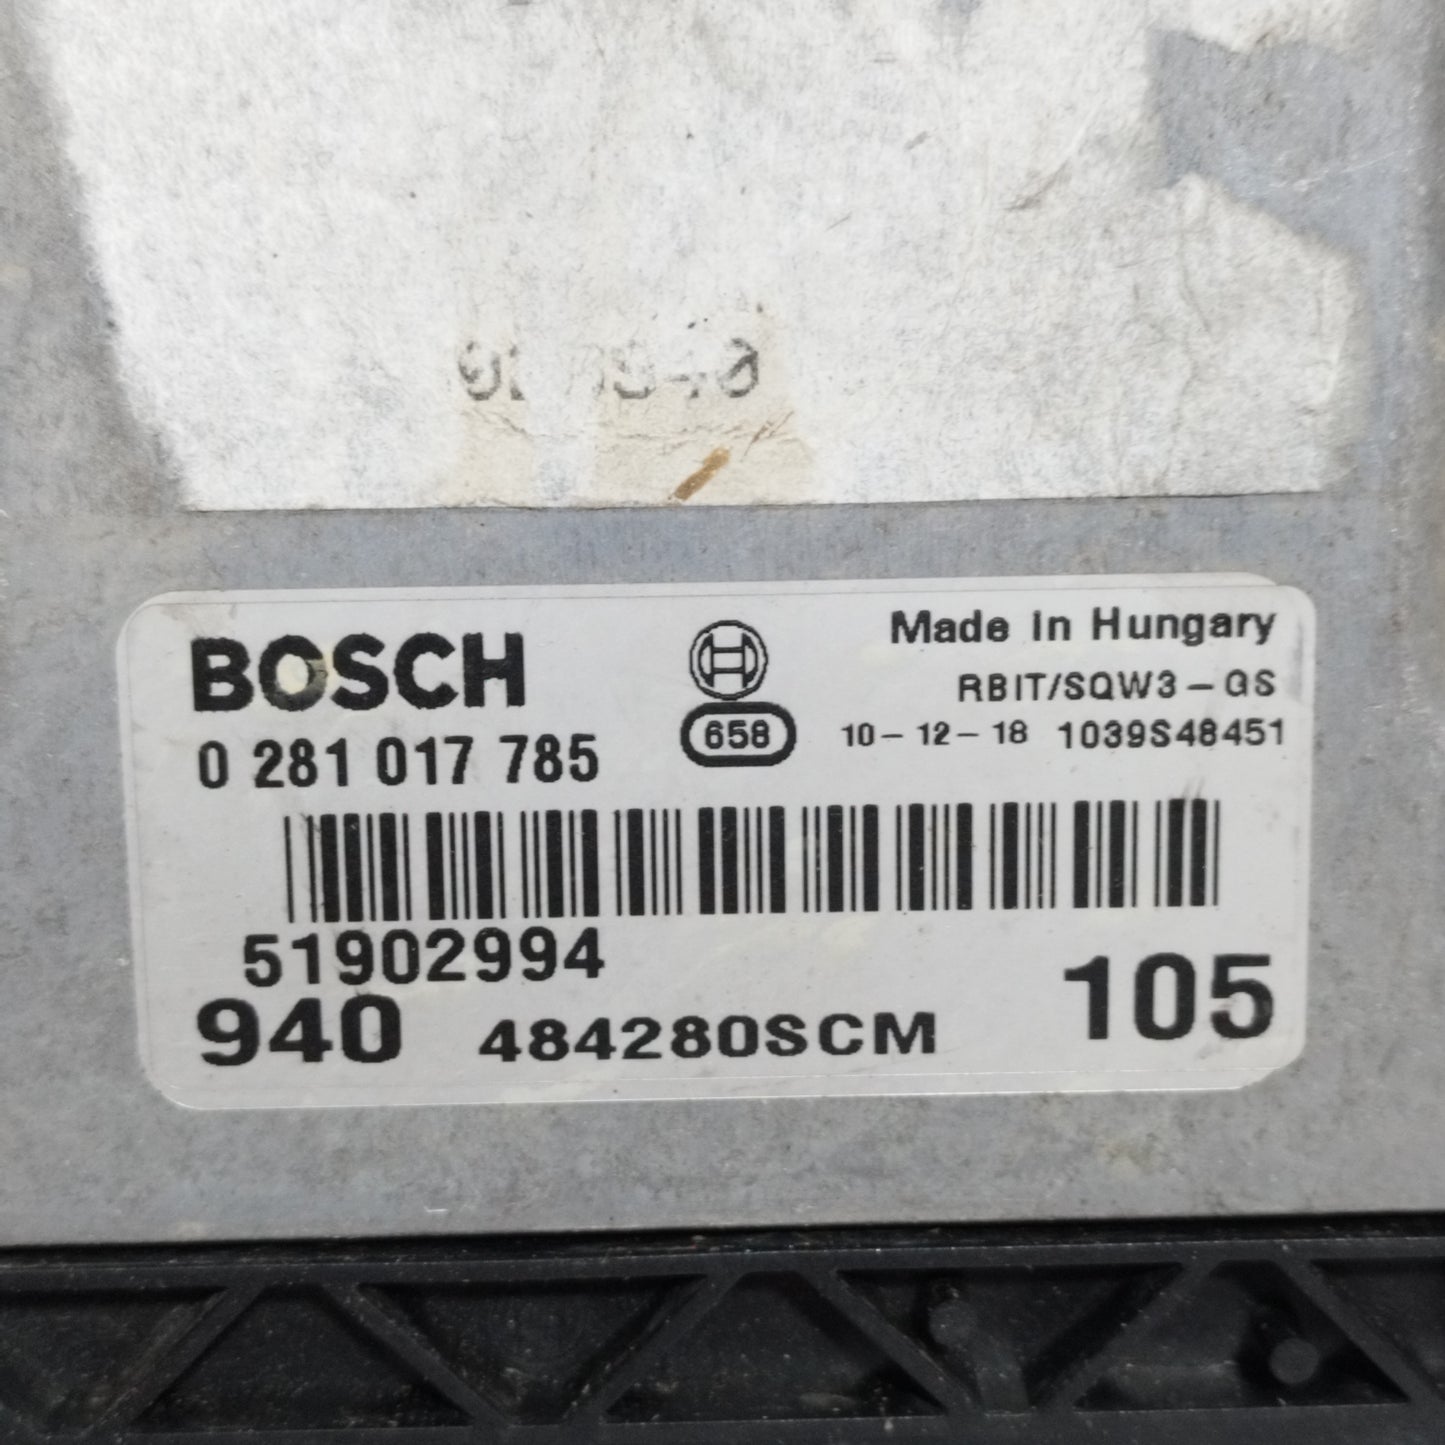 BOSCH
Made in Hungary
RBIT/SQW3-GS
0 281 017 785
658
10-12-18 1039S48451
51902994
940 484280SCM 105